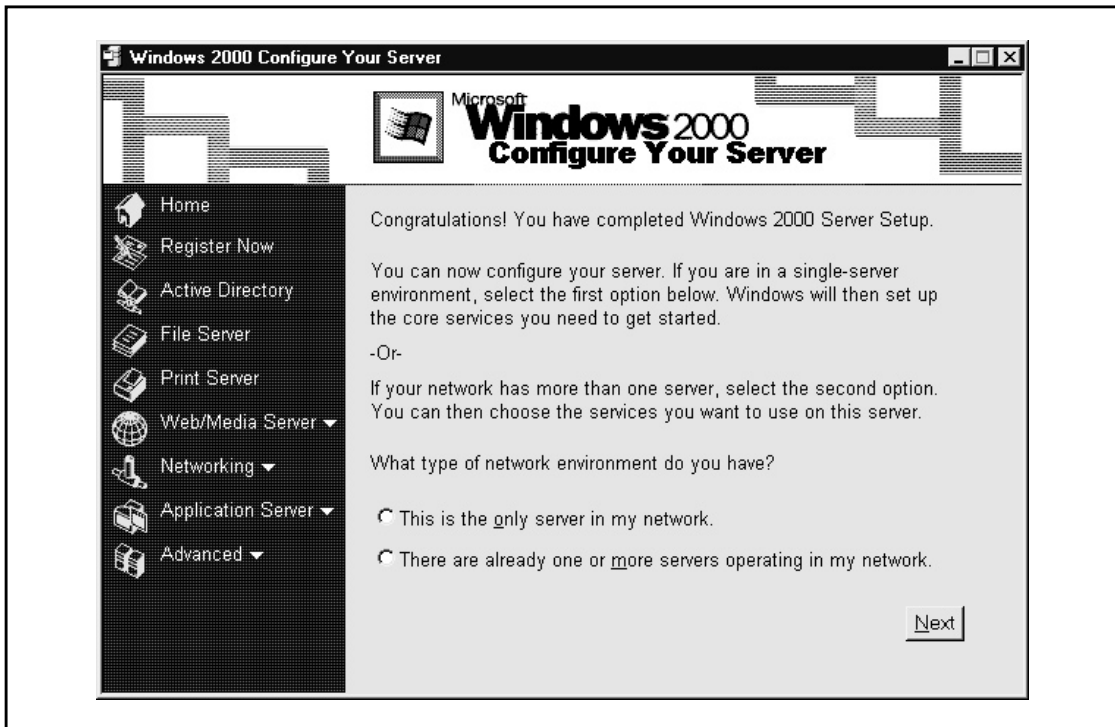 Windows 2000 Configure Your Server
Microsoft
Windows 2000
Configure Your Server
Home
Register Now
Active Directory
File Server
Print Server
Web/Media Server
Networking
Application Server
Advanced
Congratulations! You have completed Windows 2000 Server Setup.
You can now configure your server. If you are in a single-server
environment, select the first option below. Windows will then set up
the core services you need to get started.
-Or-
If your network has more than one server, select the second option.
You can then choose the services you want to use on this server.
What type of network environment do you have?
This is the only server in my network.
There are already one or more servers operating in my network.
Next